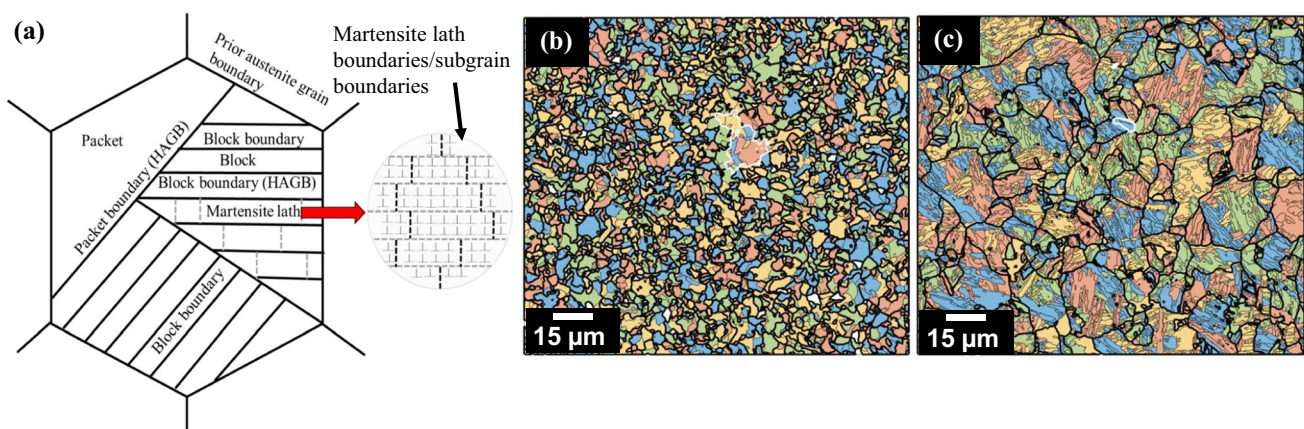 (a)
Prior austenite grain
boundary
Martensite lath
boundaries/subgrain
boundaries
Packet
Packet boundary (HAGB)
Block boundary
Block
Block boundary (HAGB)
Martensite lath
Block boundary
(b)
15 µm
(c)
15 µm